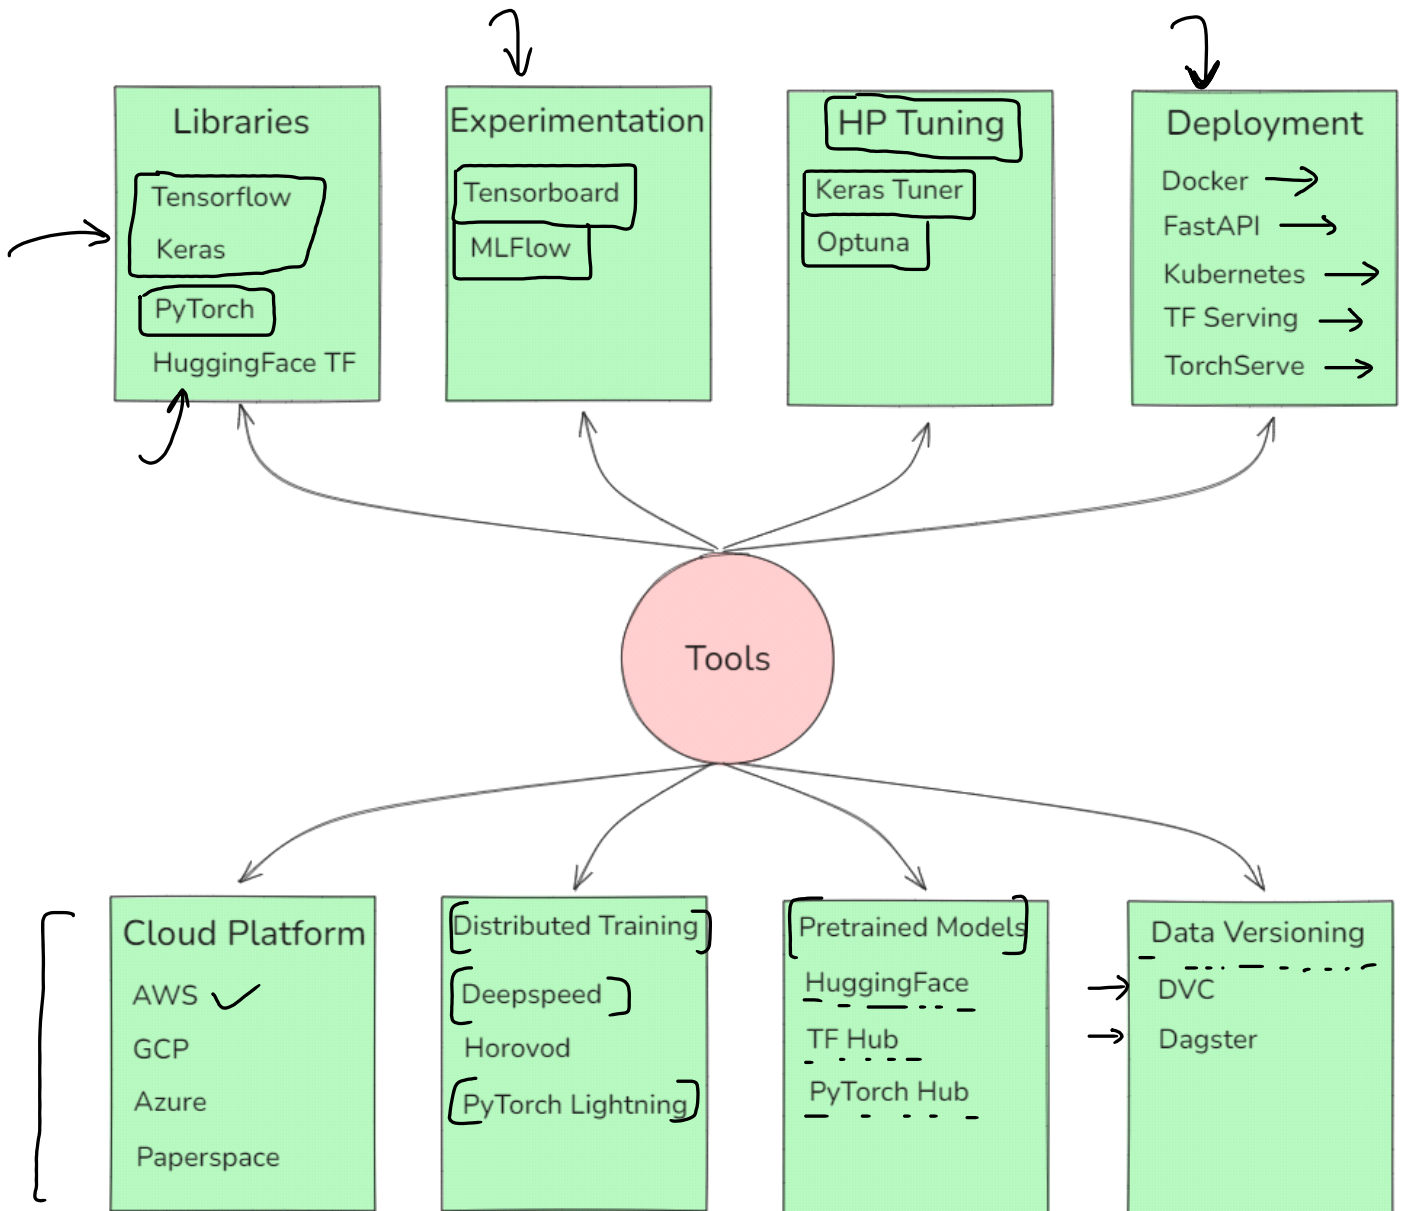 Libraries
Tensorflow
Keras
PyTorch
HuggingFace TF
Experimentation
Tensorboard
MLFlow
HP Tuning
Keras Tuner
Optuna
Deployment
Docker
FastAPI
Kubernetes
TF Serving
TorchServe
Tools
Cloud Platform
AWS
GCP
Azure
Paperspace
Distributed Training
Deepspeed
Horovod
PyTorch Lightning
Pretrained Models
HuggingFace
TF Hub
PyTorch Hub
Data Versioning
DVC
Dagster